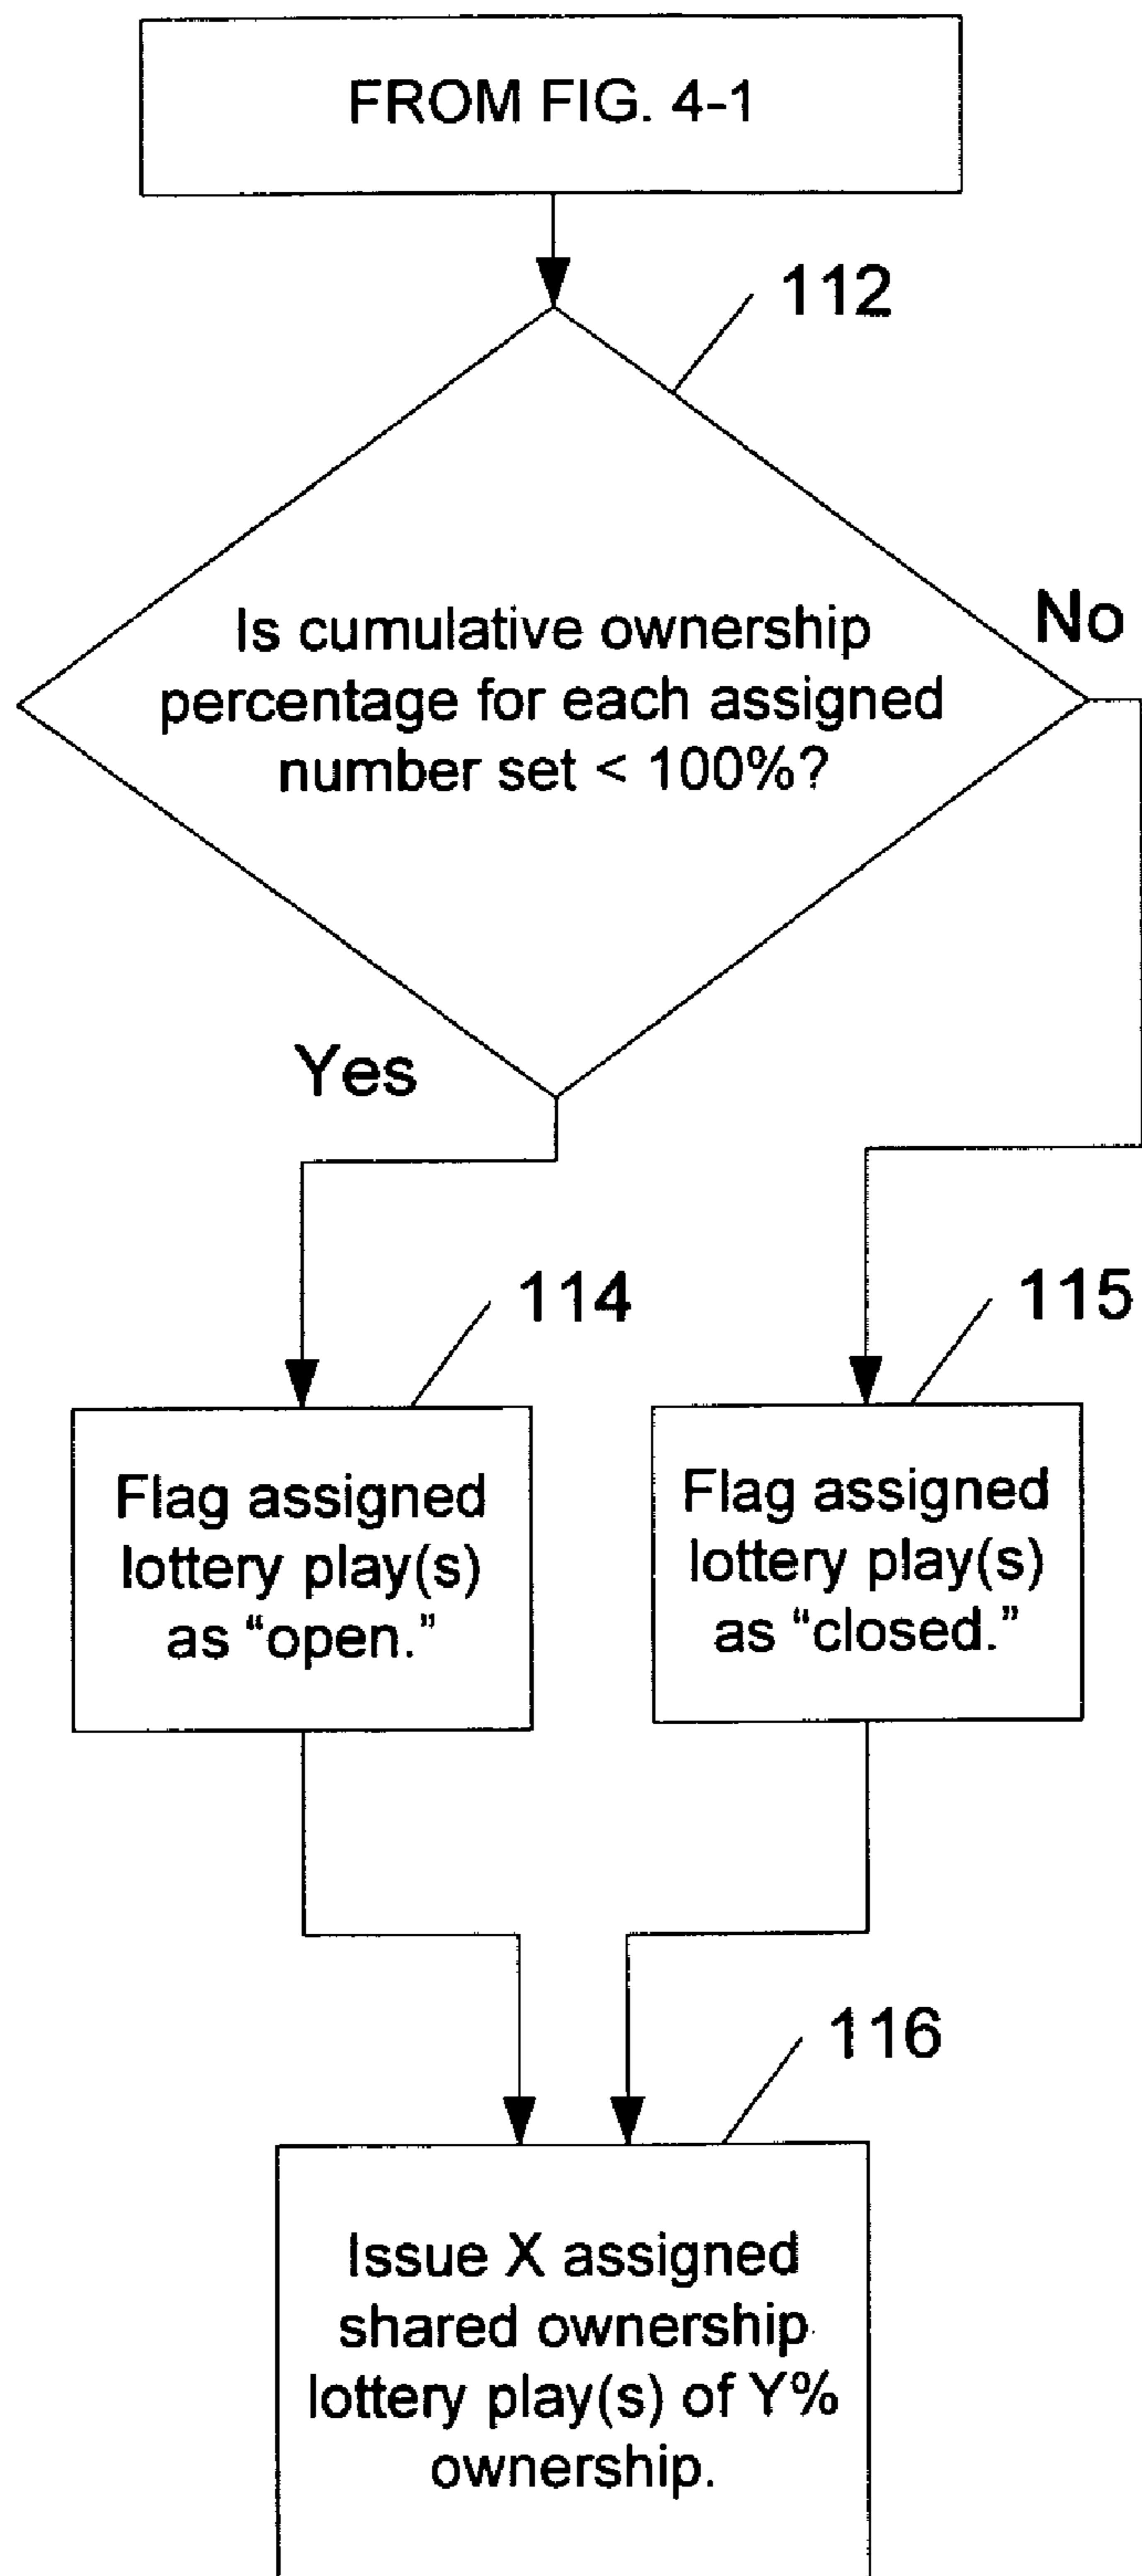 FROM FIG. 4-1
112
Is cumulative ownership
percentage for each assigned
number set < 100%?
No
Yes
114
115
Flag assigned
lottery play(s)
as “open.”
Flag assigned
lottery play(s)
as “closed.”
116
Issue X assigned
shared ownership
lottery play(s) of Y%
ownership.